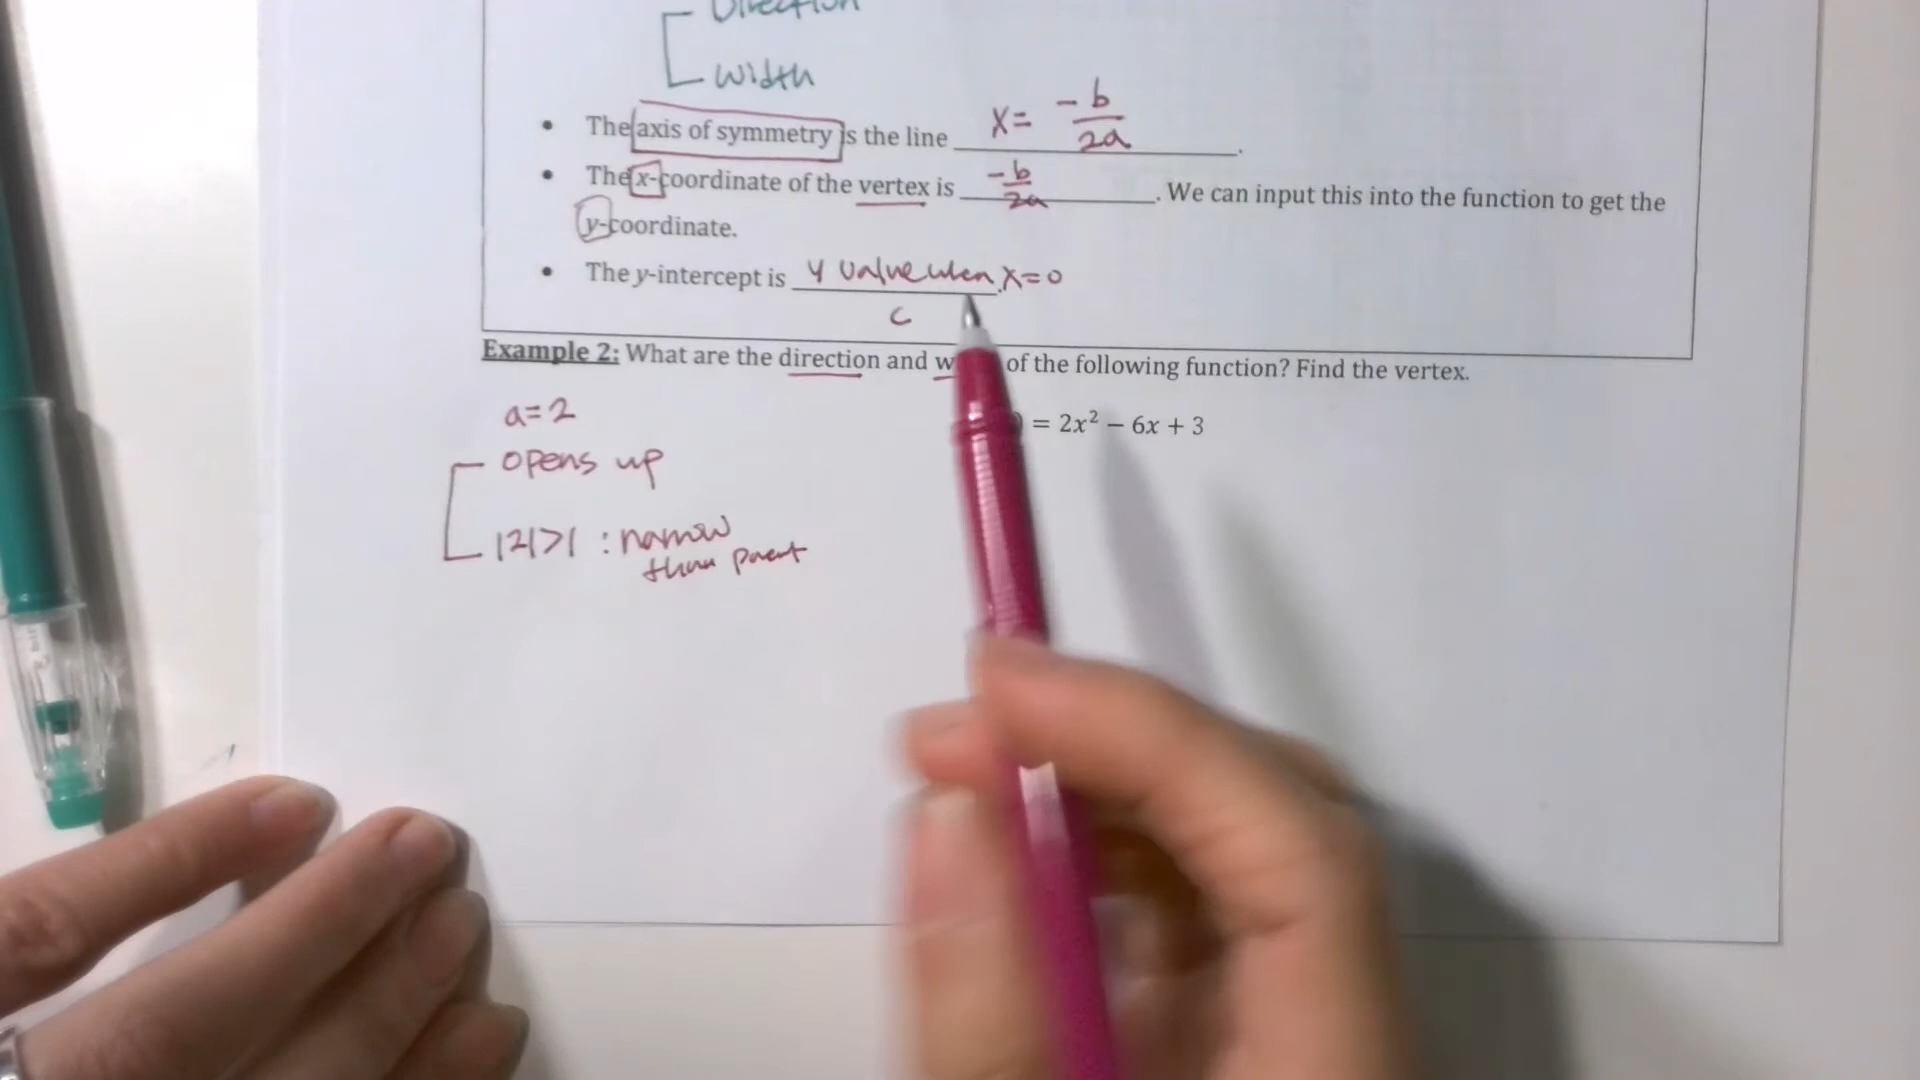 Direction
width
• The axis of symmetry is the line x = -b/2a.
• The x-coordinate of the vertex is -b/2a. We can input this into the function to get the
y-coordinate.
• The y-intercept is y value when x=0
c
Example 2: What are the direction and of the following function? Find the vertex.
a=2
) = 2x² − 6x + 3
opens up
|2|>1 : narrow
than parent